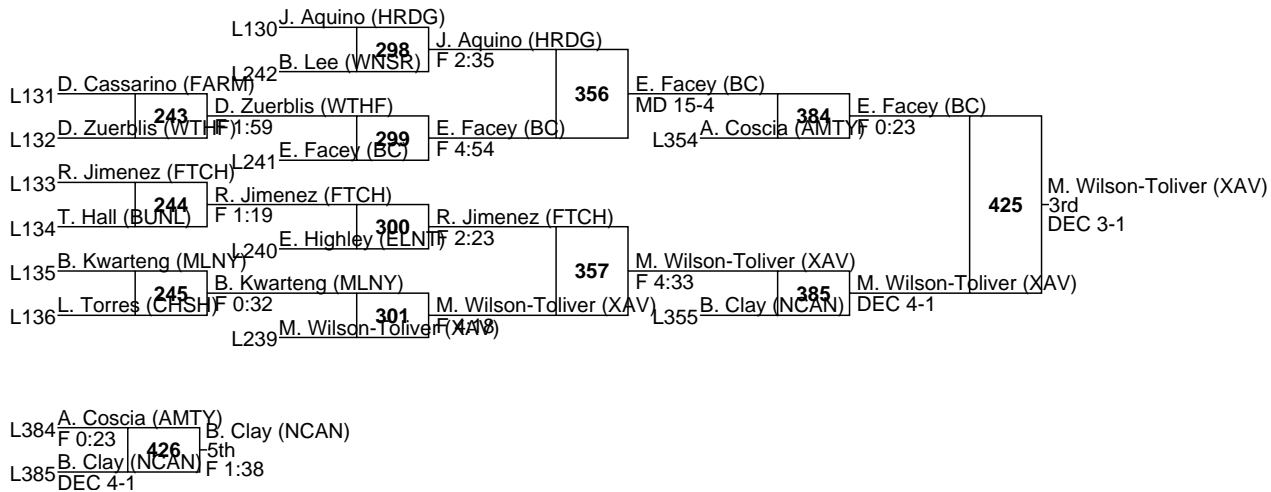 J. Aquino (HRDG)
L130
298
J. Aquino (HRDG)
F 2:35
B. Lee (WNSR)
L242
D. Cassarino (FARM)
L131
243
D. Zuerblis (WTHF)
F 1:59
D. Zuerblis (WTHF)
L132
356
E. Facey (BC)
MD 15-4
299
E. Facey (BC)
F 4:54
E. Facey (BC)
L241
384
E. Facey (BC)
F 0:23
A. Coscia (AMTY)
L354
R. Jimenez (FTCH)
L133
244
R. Jimenez (FTCH)
F 1:19
T. Hall (BUNL)
L134
300
R. Jimenez (FTCH)
F 2:23
E. Highley (ELNT)
L240
425
M. Wilson-Toliver (XAV)
3rd
DEC 3-1
B. Kwarteng (MLNY)
L135
245
B. Kwarteng (MLNY)
F 0:32
L. Torres (CHSH)
L136
357
M. Wilson-Toliver (XAV)
F 4:33
301
M. Wilson-Toliver (XAV)
F 4:18
M. Wilson-Toliver (XAV)
L239
385
M. Wilson-Toliver (XAV)
DEC 4-1
B. Clay (NCAN)
L355
A. Coscia (AMTY)
L384
F 0:23
426
B. Clay (NCAN)
5th
F 1:38
B. Clay (NCAN)
L385
DEC 4-1